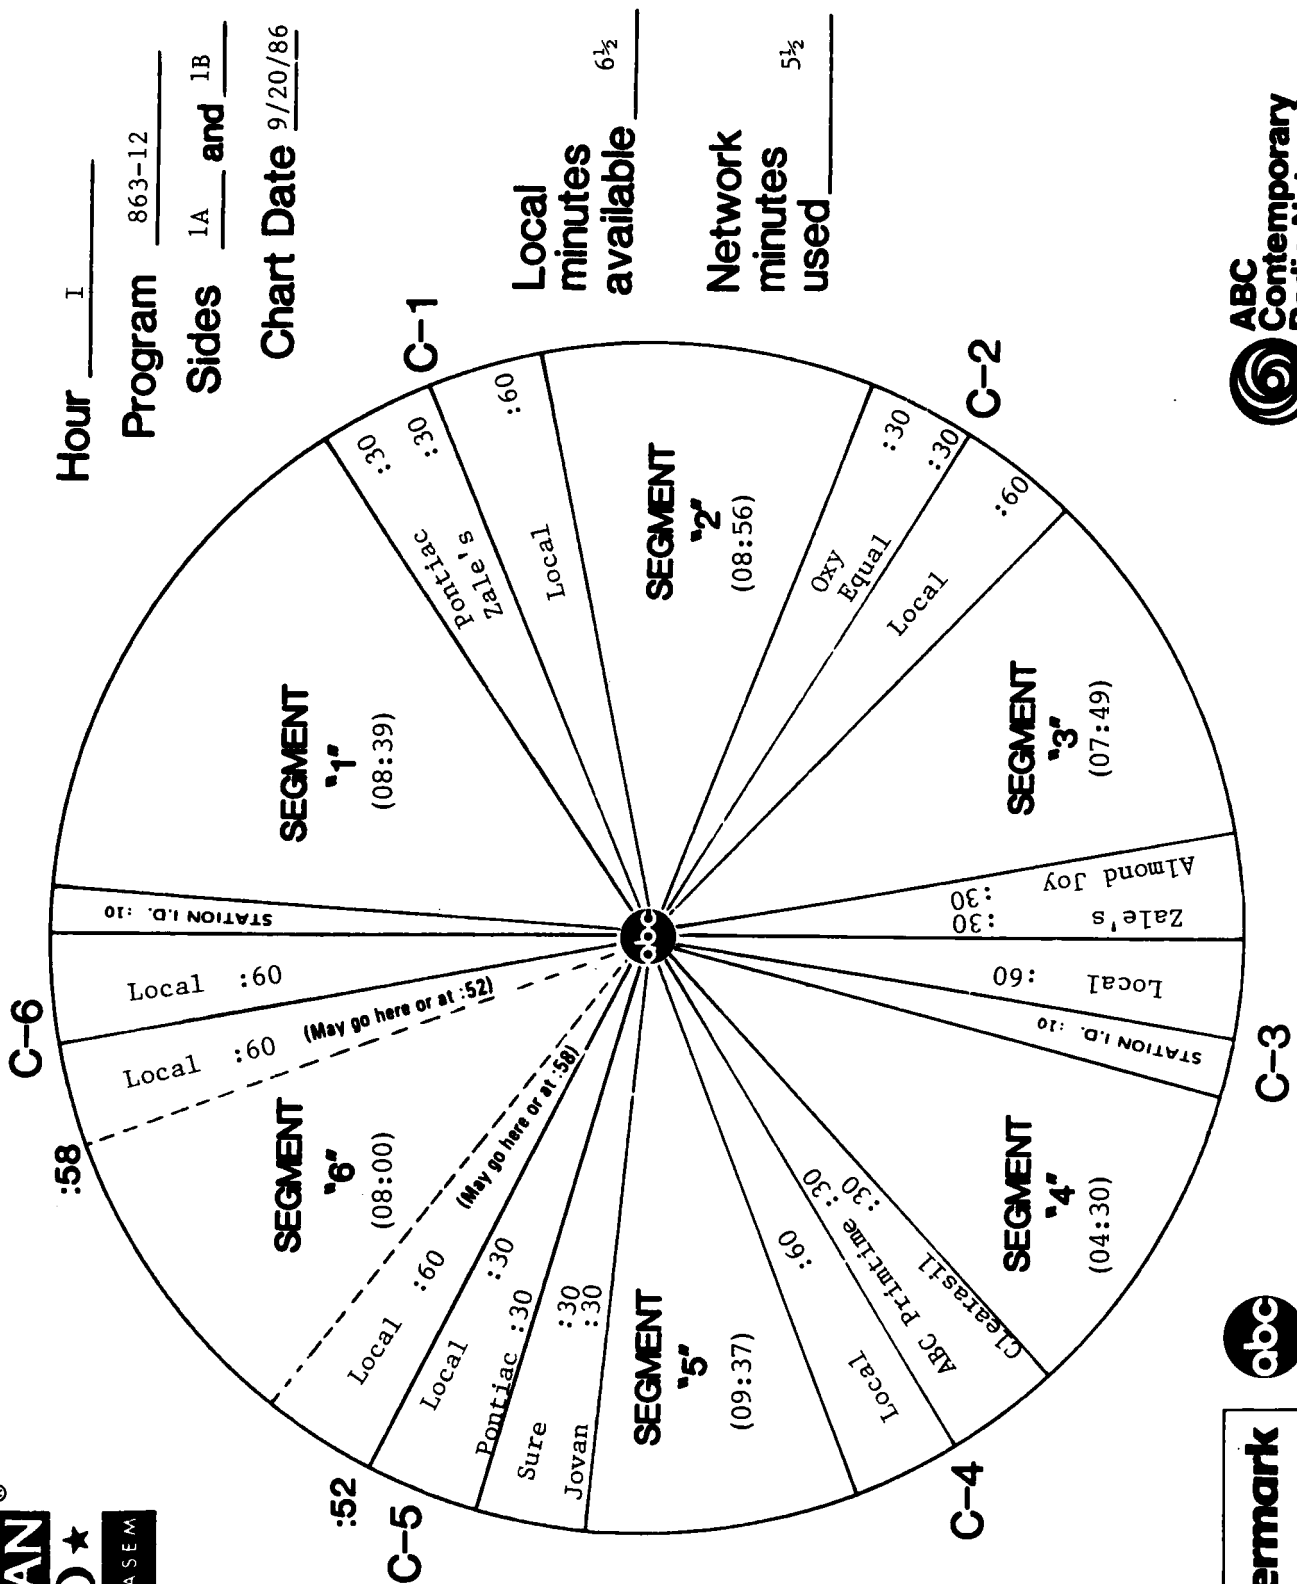 Hour I
Program 863-12
Sides 1A and 1B
Chart Date 9/20/86
Local
minutes
available 6½
Network
minutes
used 5½
SEGMENT
"1"
(08:39)
Pontiac :30
Zale's :30
C-1
Local :60
SEGMENT
"2"
(08:56)
Oxy :30
Equal :30
C-2
Local :60
SEGMENT
"3"
(07:49)
Almond Joy :30
Zale's :30
Local :60
C-3
STATION I.D. :10
SEGMENT
"4"
(04:30)
Clearasil :30
ABC Primtime :30
C-4
Local :60
SEGMENT
"5"
(09:37)
Jovan :30
Sure :30
Pontiac :30
C-5
Local :30
:52
Local :60
(May go here or at :58)
SEGMENT
"6"
(08:00)
:58
Local :60
(May go here or at :52)
C-6
Local :60
STATION I.D. :10
abc
ABC
Contemporary
abc
ermark
AN
ASEM